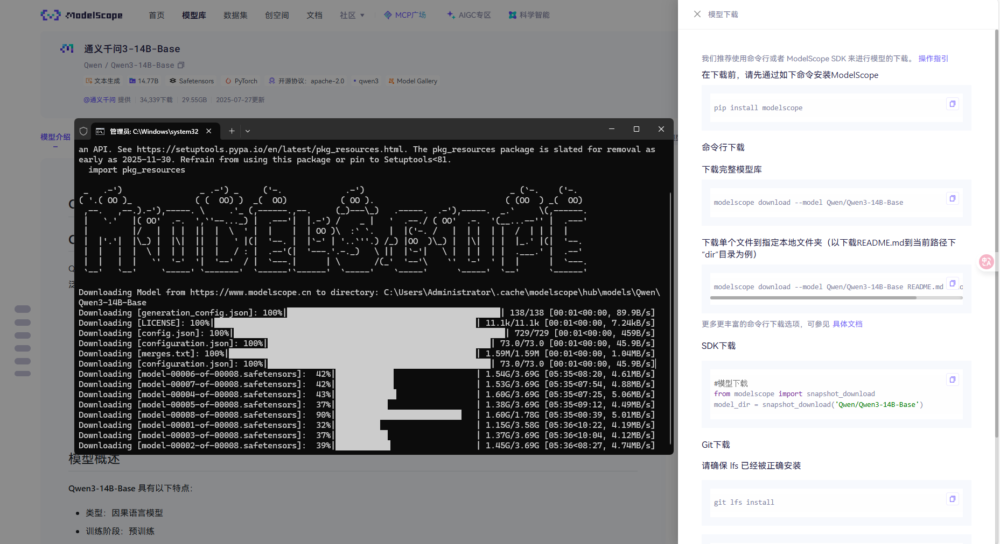 ModelScope
首页
模型库
数据集
创空间
文档
社区
MCP广场
AIGC专区
科学智能
通义千问3-14B-Base
Qwen / Qwen3-14B-Base
文本生成
14.77B
Safetensors
PyTorch
开源协议: apache-2.0
qwen3
Model Gallery
@通义千问 提供
34,339下载
29.55GB
2025-07-27更新
模型介绍
管理员: C:\Windows\system32
an API. See https://setuptools.pypa.io/en/latest/pkg_resources.html. The pkg_resources package is slated for removal as
early as 2025-11-30. Refrain from using this package or pin to Setuptools<81.
import pkg_resources
MODELSCOPE
Downloading Model from https://www.modelscope.cn to directory: C:\Users\Administrator\.cache\modelscope\hub\models\Qwen\
Qwen3-14B-Base
Downloading [generation_config.json]: 100%| | 138/138 [00:01<00:00, 89.9B/s]
Downloading [LICENSE]: 100%| | 11.1k/11.1k [00:01<00:00, 7.24kB/s]
Downloading [config.json]: 100%| | 729/729 [00:01<00:00, 459B/s]
Downloading [configuration.json]: 100%| | 73.0/73.0 [00:01<00:00, 45.9B/s]
Downloading [merges.txt]: 100%| | 1.59M/1.59M [00:01<00:00, 1.04MB/s]
Downloading [configuration.json]: 100%| | 73.0/73.0 [00:01<00:00, 45.9B/s]
Downloading [model-00006-of-00008.safetensors]: 42%| | 1.54G/3.69G [05:35<08:20, 4.61MB/s]
Downloading [model-00007-of-00008.safetensors]: 42%| | 1.53G/3.69G [05:35<07:54, 4.88MB/s]
Downloading [model-00004-of-00008.safetensors]: 43%| | 1.60G/3.69G [05:35<07:25, 5.06MB/s]
Downloading [model-00005-of-00008.safetensors]: 37%| | 1.38G/3.69G [05:35<09:12, 4.49MB/s]
Downloading [model-00008-of-00008.safetensors]: 90%| | 1.60G/1.78G [05:35<00:39, 5.01MB/s]
Downloading [model-00001-of-00008.safetensors]: 32%| | 1.15G/3.58G [05:36<10:22, 4.19MB/s]
Downloading [model-00003-of-00008.safetensors]: 37%| | 1.37G/3.69G [05:36<10:04, 4.12MB/s]
Downloading [model-00002-of-00008.safetensors]: 39%| | 1.45G/3.69G [05:36<08:27, 4.74MB/s]
模型概述
Qwen3-14B-Base 具有以下特点:
类型：因果语言模型
训练阶段：预训练
模型下载
我们推荐使用命令行或者 ModelScope SDK 来进行模型的下载。 操作指引
在下载前，请先通过如下命令安装ModelScope
pip install modelscope
命令行下载
下载完整模型库
modelscope download --model Qwen/Qwen3-14B-Base
下载单个文件到指定本地文件夹（以下载README.md到当前路径下
“dir”目录为例）
modelscope download --model Qwen/Qwen3-14B-Base README.md
更多更丰富的命令行下载选项，可参见 具体文档
SDK下载
#模型下载
from modelscope import snapshot_download
model_dir = snapshot_download('Qwen/Qwen3-14B-Base')
Git下载
请确保 lfs 已经被正确安装
git lfs install